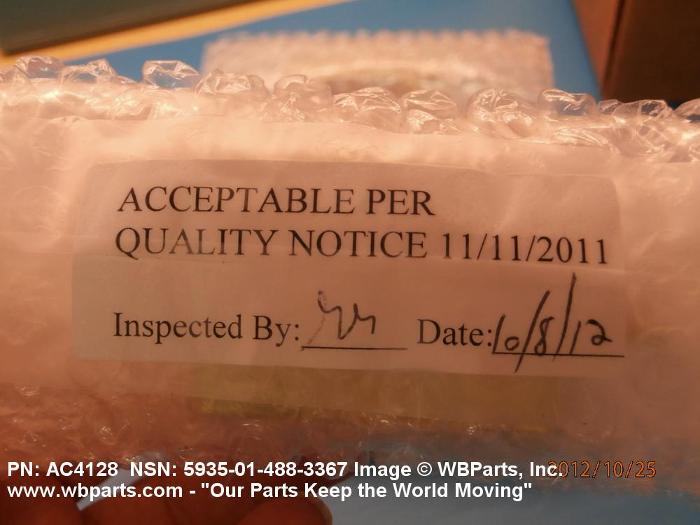 ACCEPTABLE PER
QUALITY NOTICE 11/11/2011
Inspected By: Date: 10/8/12
PN: AC4128 NSN: 5935-01-488-3367 Image © WBParts, Inc.
2012/10/25
www.wbparts.com - "Our Parts Keep the World Moving"